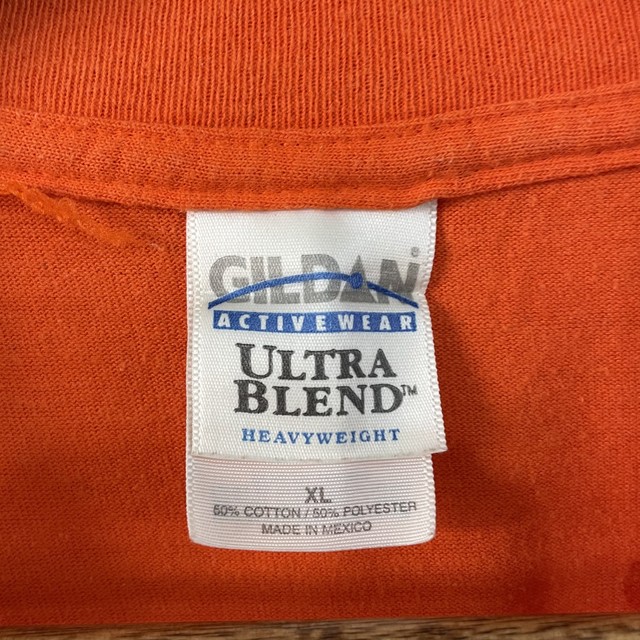 GILDAN®
ACTIVEWEAR
ULTRA
BLEND™
HEAVYWEIGHT
XL
50% COTTON / 50% POLYESTER
MADE IN MEXICO